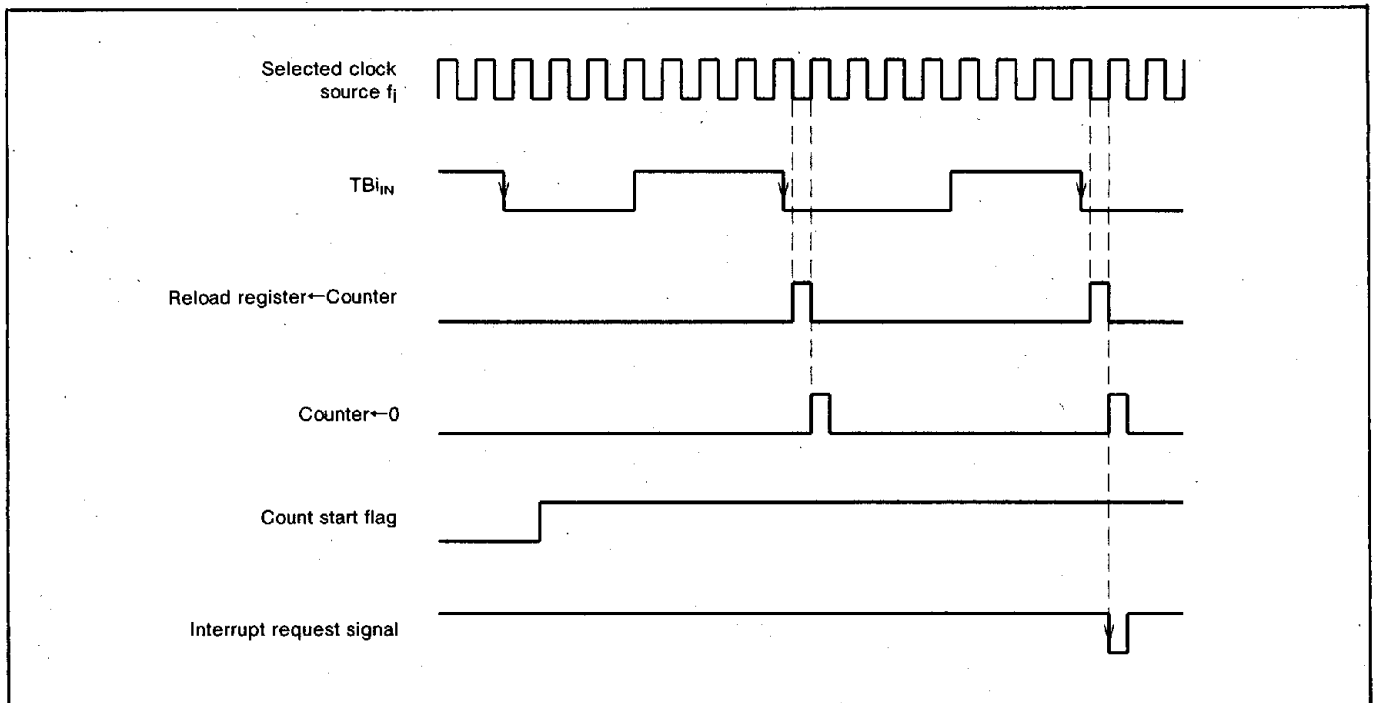 Selected clock
source fi
TBiIN
Reload register←Counter
Counter←0
Count start flag
Interrupt request signal